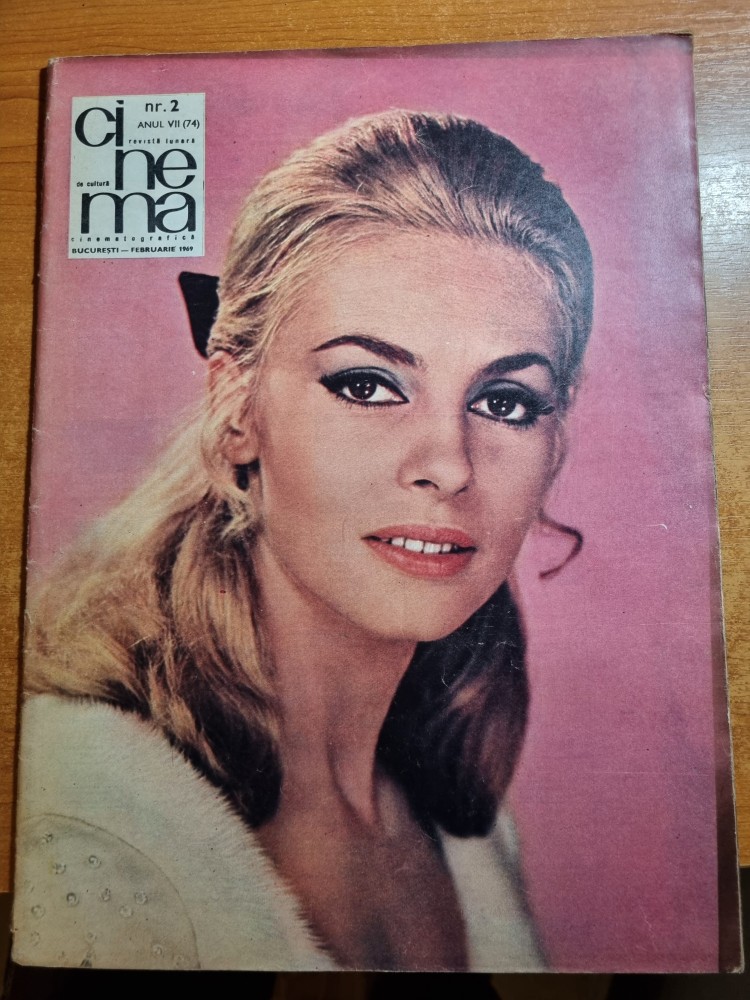 nr. 2
ANUL VII (74)
cinema
revistă lunară
de cultură
cinematografică
BUCUREȘTI — FEBRUARIE 1969